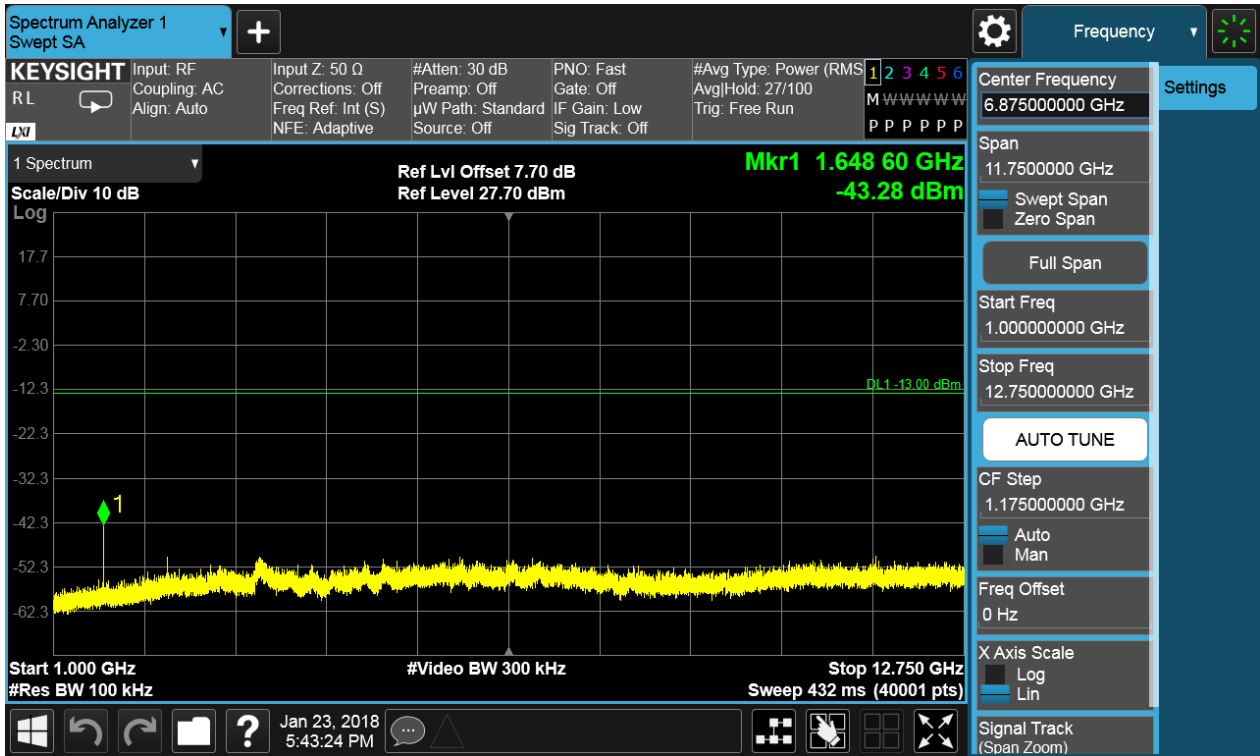 Spectrum Analyzer 1
Swept SA
+
Frequency
KEYSIGHT
RL
LXI
Input: RF
Coupling: AC
Align: Auto
Input Z: 50 Ω
Corrections: Off
Freq Ref: Int (S)
NFE: Adaptive
#Atten: 30 dB
Preamp: Off
µW Path: Standard
Source: Off
PNO: Fast
Gate: Off
IF Gain: Low
Sig Track: Off
#Avg Type: Power (RMS
Avg|Hold: 27/100
Trig: Free Run
1 2 3 4 5 6
M W W W W W
P P P P P P
1 Spectrum
Scale/Div 10 dB
Log
Ref Lvl Offset 7.70 dB
Ref Level 27.70 dBm
Mkr1 1.648 60 GHz
-43.28 dBm
17.7
7.70
-2.30
-12.3
DL1 -13.00 dBm
-22.3
-32.3
1
-42.3
-52.3
-62.3
Start 1.000 GHz
#Video BW 300 kHz
Stop 12.750 GHz
#Res BW 100 kHz
Sweep 432 ms (40001 pts)
?
Jan 23, 2018
5:43:24 PM
Center Frequency
6.875000000 GHz
Settings
Span
11.7500000 GHz
Swept Span
Zero Span
Full Span
Start Freq
1.000000000 GHz
Stop Freq
12.750000000 GHz
AUTO TUNE
CF Step
1.175000000 GHz
Auto
Man
Freq Offset
0 Hz
X Axis Scale
Log
Lin
Signal Track
(Span Zoom)